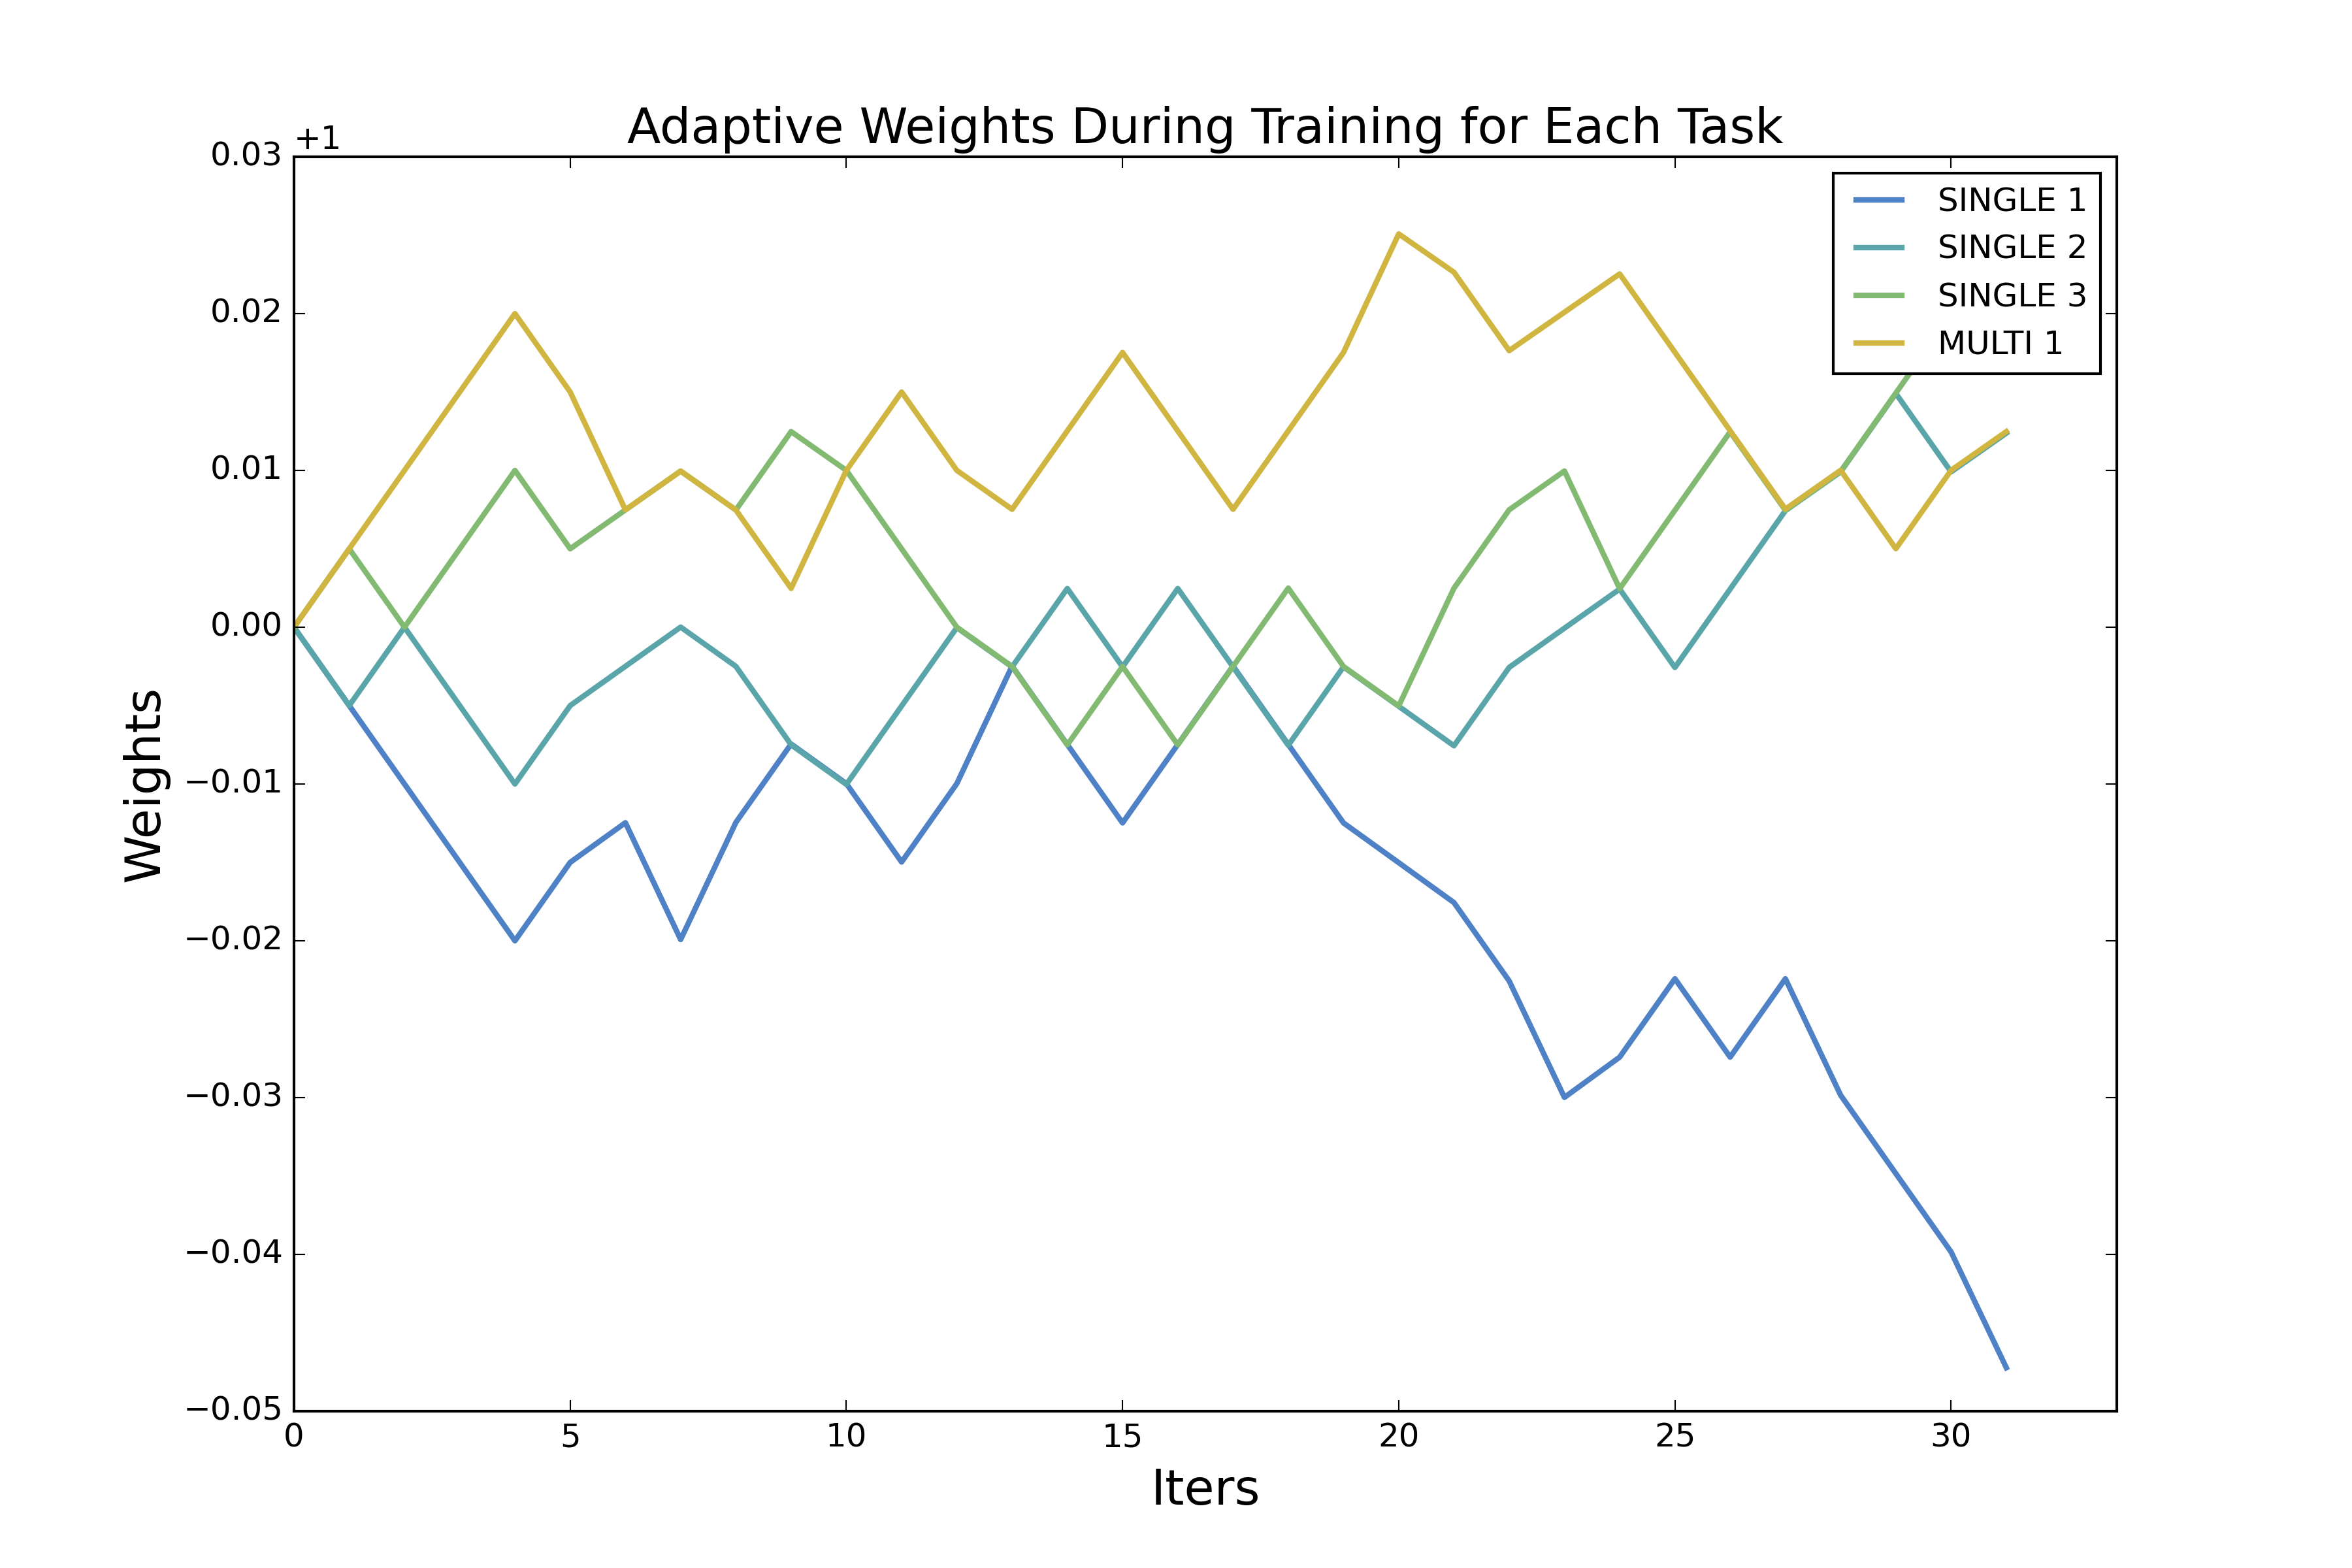 Adaptive Weights During Training for Each Task
+1
0.03
0.02
0.01
0.00
−0.01
−0.02
−0.03
−0.04
−0.05
Weights
0 5 10 15 20 25 30
Iters
SINGLE 1
SINGLE 2
SINGLE 3
MULTI 1